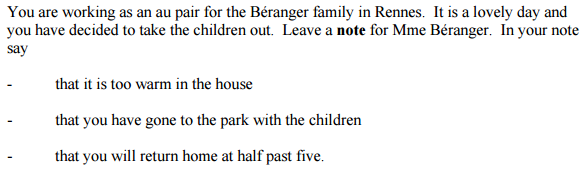 You are working as an au pair for the Béranger family in Rennes.  It is a lovely day and
you have decided to take the children out.  Leave a note for Mme Béranger.  In your note
say
-	that it is too warm in the house
-	that you have gone to the park with the children
-	that you will return home at half past five.